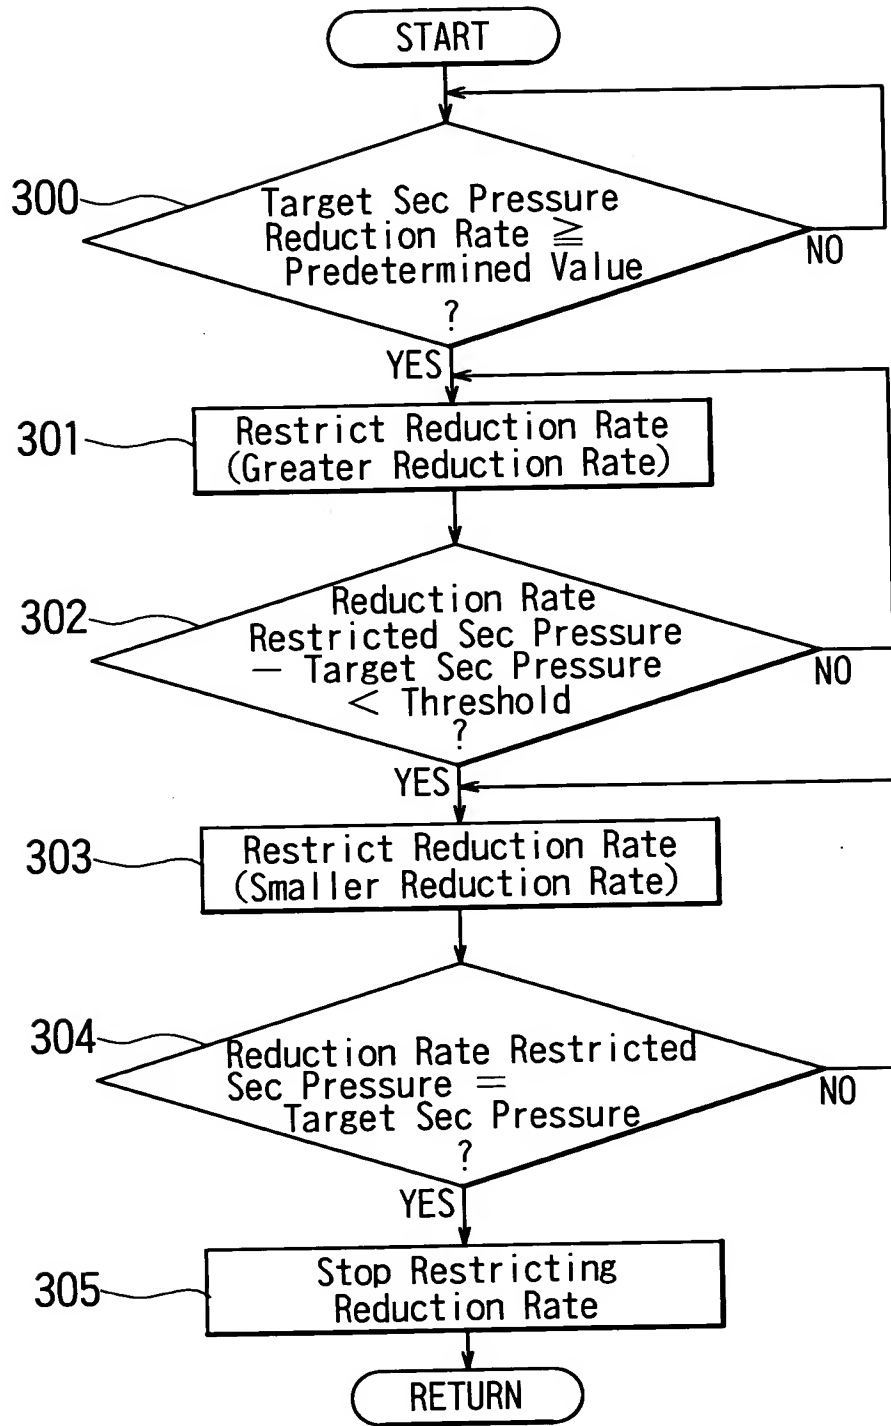 START
300
Target Sec Pressure
Reduction Rate ≧
Predetermined Value
?
NO
YES
301
Restrict Reduction Rate
(Greater Reduction Rate)
302
Reduction Rate
Restricted Sec Pressure
— Target Sec Pressure
< Threshold
?
NO
YES
303
Restrict Reduction Rate
(Smaller Reduction Rate)
304
Reduction Rate Restricted
Sec Pressure =
Target Sec Pressure
?
NO
YES
305
Stop Restricting
Reduction Rate
RETURN